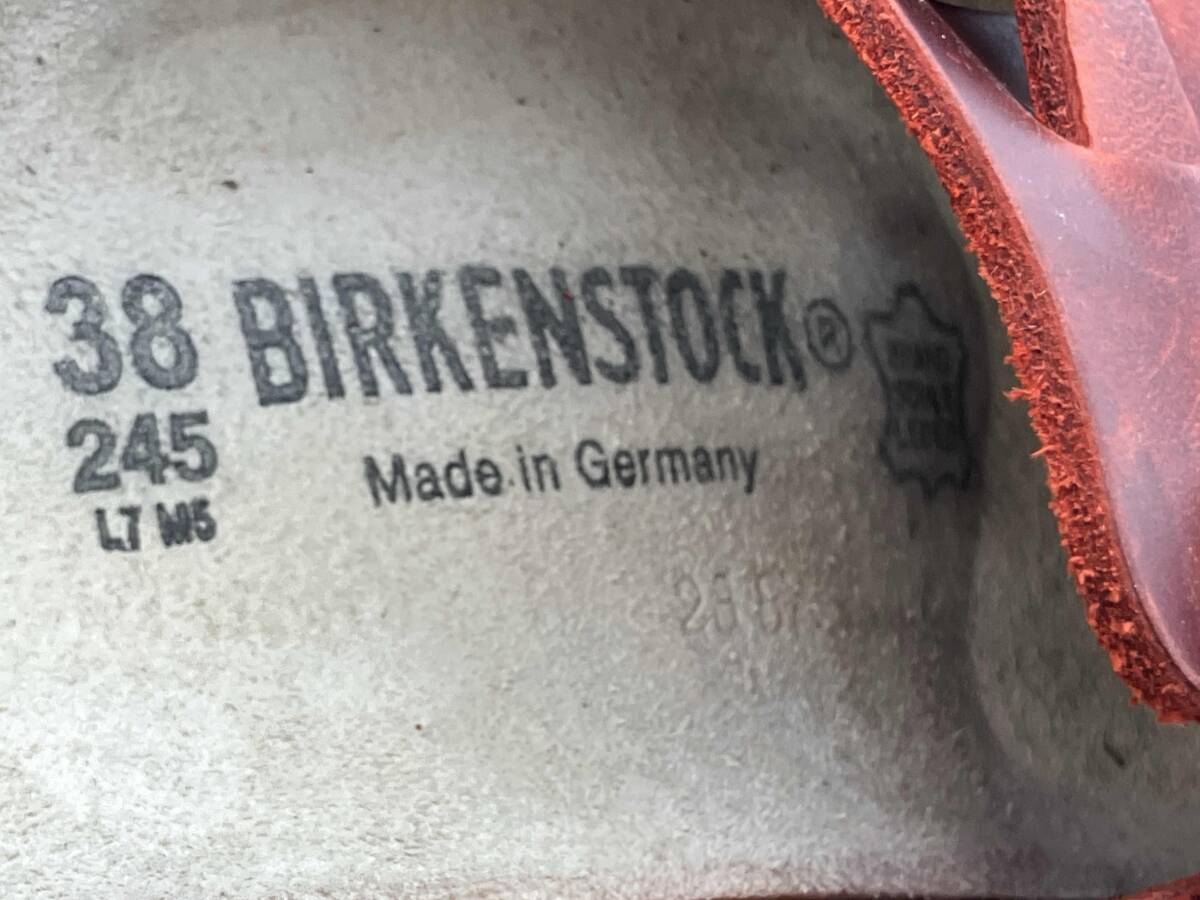 38 BIRKENSTOCK®
245
L7 M5
Made in Germany